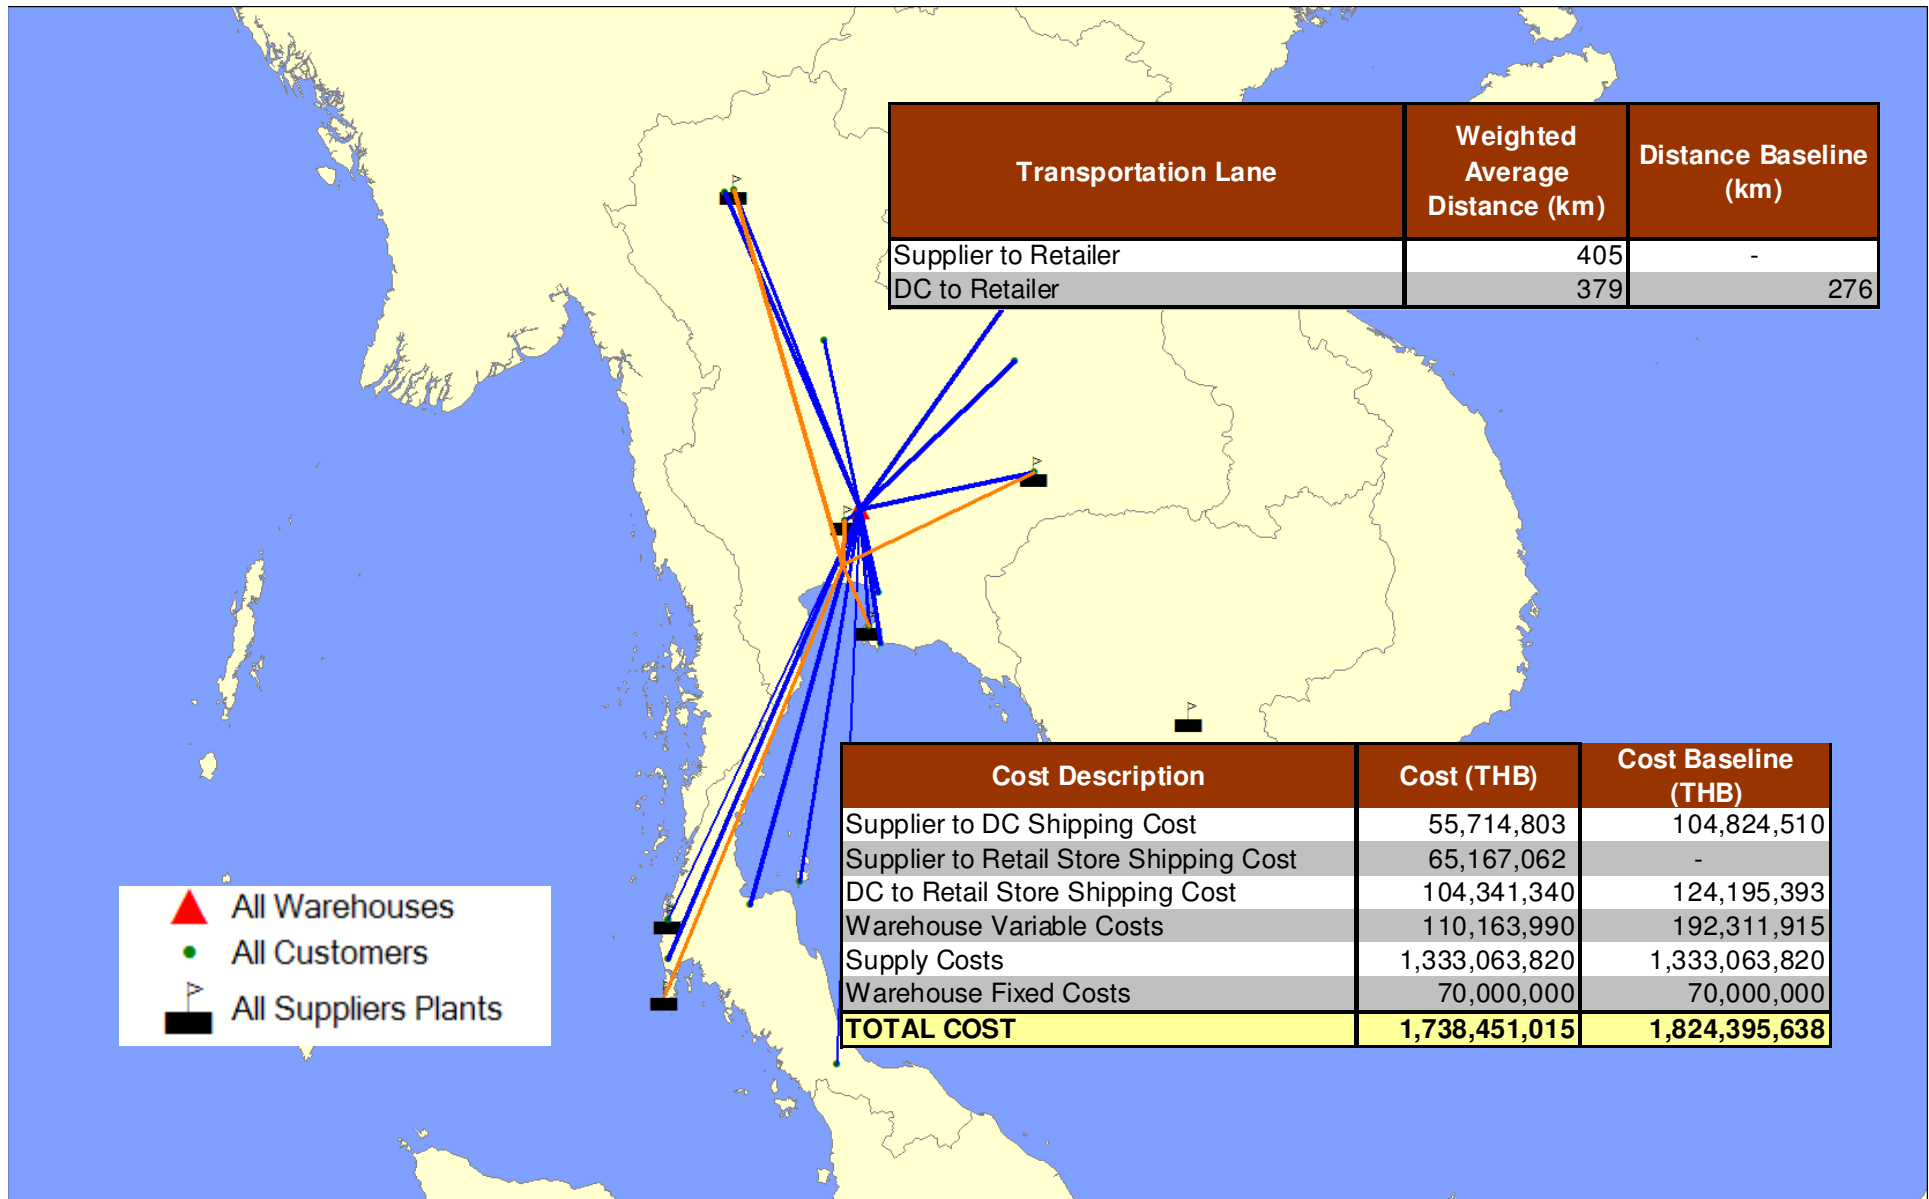 Transportation Lane
Weighted
Average
Distance (km)
Distance Baseline
(km)
Supplier to Retailer 405 -
DC to Retailer 379 276
Cost Description
Cost (THB)
Cost Baseline
(THB)
Supplier to DC Shipping Cost 55,714,803 104,824,510
Supplier to Retail Store Shipping Cost 65,167,062 -
DC to Retail Store Shipping Cost 104,341,340 124,195,393
Warehouse Variable Costs 110,163,990 192,311,915
Supply Costs 1,333,063,820 1,333,063,820
Warehouse Fixed Costs 70,000,000 70,000,000
TOTAL COST 1,738,451,015 1,824,395,638
All Warehouses
All Customers
All Suppliers Plants